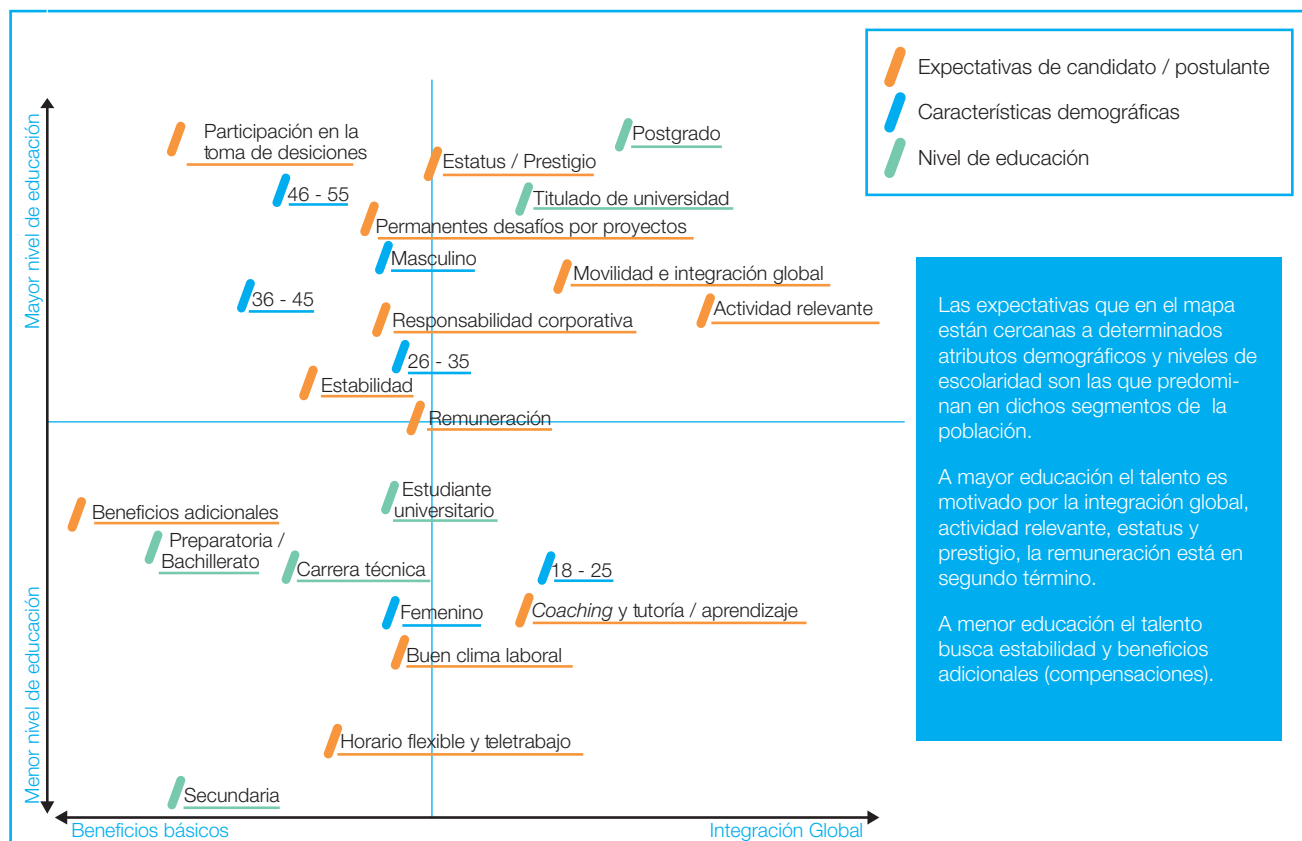 Expectativas de candidato / postulante
Características demográficas
Nivel de educación
Mayor nivel de educación
Menor nivel de educación
Participación en la
toma de desiciones
46 - 55
Estatus / Prestigio
Postgrado
Titulado de universidad
Permanentes desafíos por proyectos
Masculino
Movilidad e integración global
36 - 45
Actividad relevante
Responsabilidad corporativa
26 - 35
Estabilidad
Remuneración
Estudiante
universitario
Beneficios adicionales
Preparatoria /
Bachillerato
Carrera técnica
18 - 25
Femenino
Coaching y tutoría / aprendizaje
Buen clima laboral
Horario flexible y teletrabajo
Secundaria
Beneficios básicos
Integración Global
Las expectativas que en el mapa
están cercanas a determinados
atributos demográficos y niveles de
escolaridad son las que predomi-
nan en dichos segmentos de la
población.
A mayor educación el talento es
motivado por la integración global,
actividad relevante, estatus y
prestigio, la remuneración está en
segundo término.
A menor educación el talento
busca estabilidad y beneficios
adicionales (compensaciones).